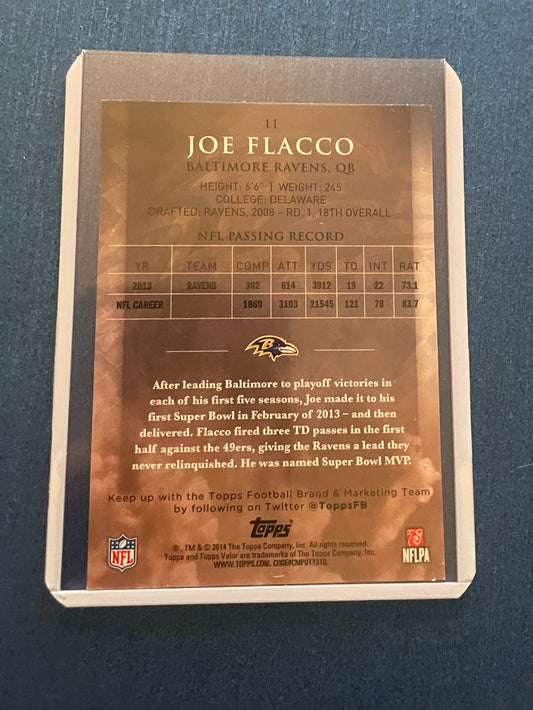 11
JOE FLACCO
BALTIMORE RAVENS, QB
HEIGHT: 6'6" | WEIGHT: 245
COLLEGE: DELAWARE
DRAFTED: RAVENS, 2008 – RD. 1, 18TH OVERALL
NFL PASSING RECORD
YR TEAM COMP ATT YDS TD INT RAT
2013 RAVENS 362 614 3912 19 22 73.1
NFL CAREER 1869 3103 21545 121 78 83.7
B
After leading Baltimore to playoff victories in
each of his first five seasons, Joe made it to his
first Super Bowl in February of 2013 – and then
delivered. Flacco fired three TD passes in the first
half against the 49ers, giving the Ravens a lead they
never relinquished. He was named Super Bowl MVP.
Keep up with the Topps Football Brand & Marketing Team
by following on Twitter @ToppsFB
Topps
®, TM & © 2014 The Topps Company, Inc. All rights reserved.
Topps and Topps Valor are trademarks of The Topps Company, Inc.
WWW.TOPPS.COM. CODE#CMP011310.
NFL
NFLPA